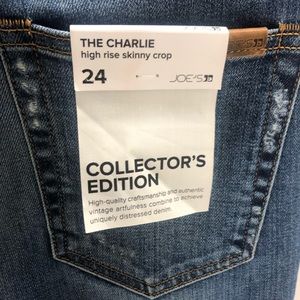 THE CHARLIE
high rise skinny crop
24
JOE'S
COLLECTOR'S
EDITION
High-quality craftsmanship and authentic
vintage artfulness combine to achieve
uniquely distressed denim.